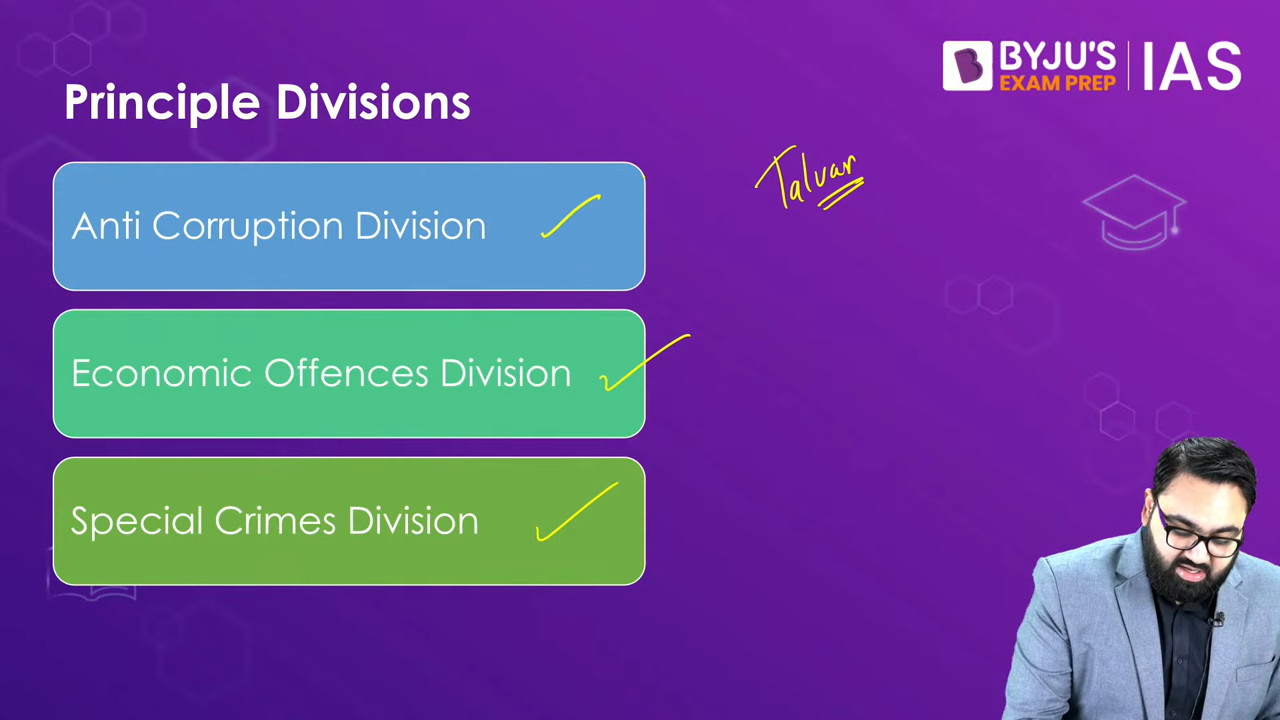 BYJU'S
EXAM PREP
IAS
Principle Divisions
Talvar
Anti Corruption Division
Economic Offences Division
Special Crimes Division